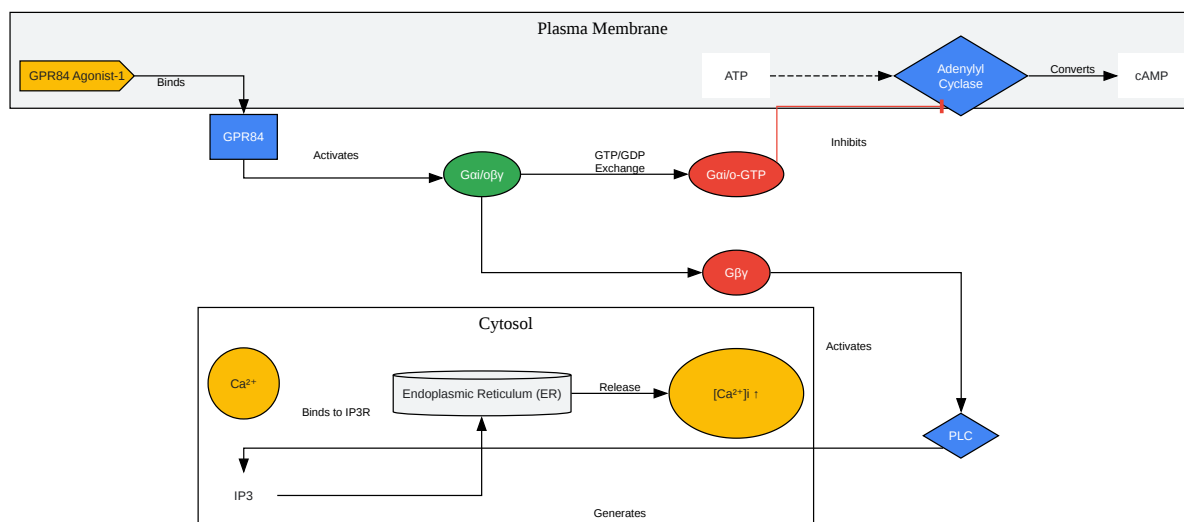 Plasma Membrane
GPR84 Agonist-1
Binds
ATP
Adenylyl
Cyclase
Converts
cAMP
GPR84
Activates
Gαi/oβγ
GTP/GDP
Exchange
Gαi/o-GTP
Inhibits
Gβγ
Cytosol
Activates
Ca²⁺
Binds to IP3R
Endoplasmic Reticulum (ER)
Release
[Ca²⁺]i ↑
PLC
IP3
Generates